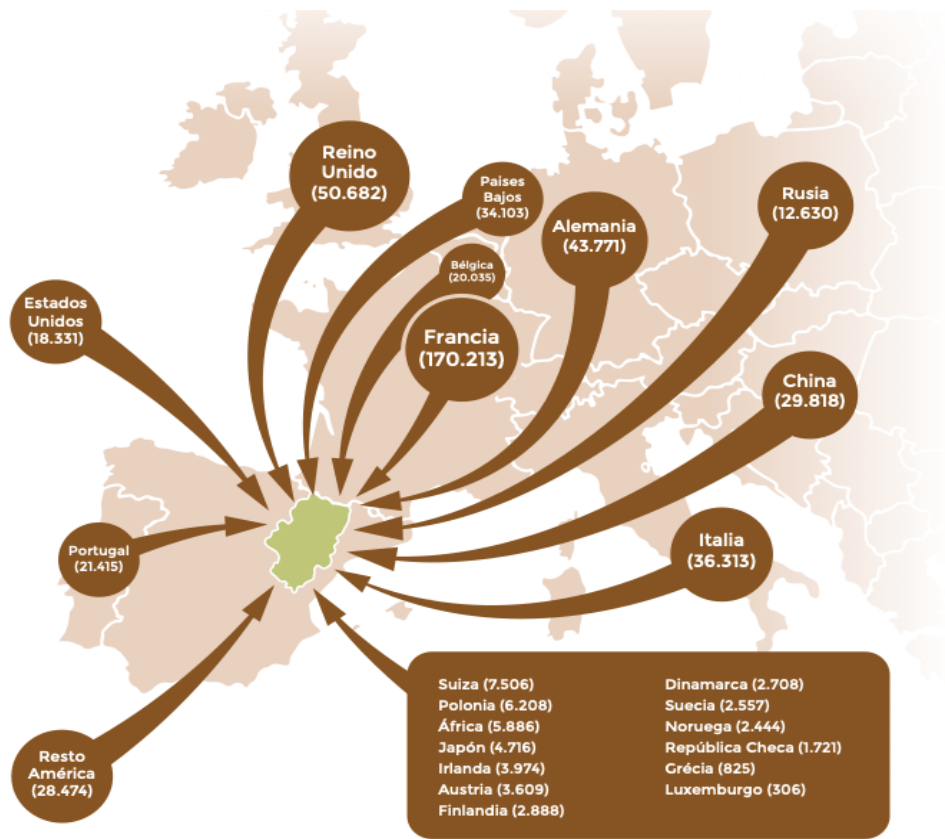 Reino
Unido
(50.682)
Paises
Bajos
(34.103)
Rusia
(12.630)
Alemania
(43.771)
Bélgica
(20.035)
Estados
Unidos
(18.331)
Francia
(170.213)
China
(29.818)
Portugal
(21.415)
Italia
(36.313)
Resto
América
(28.474)
Suiza (7.506)
Polonia (6.208)
África (5.886)
Japón (4.716)
Irlanda (3.974)
Austria (3.609)
Finlandia (2.888)
Dinamarca (2.708)
Suecia (2.557)
Noruega (2.444)
República Checa (1.721)
Grécia (825)
Luxemburgo (306)